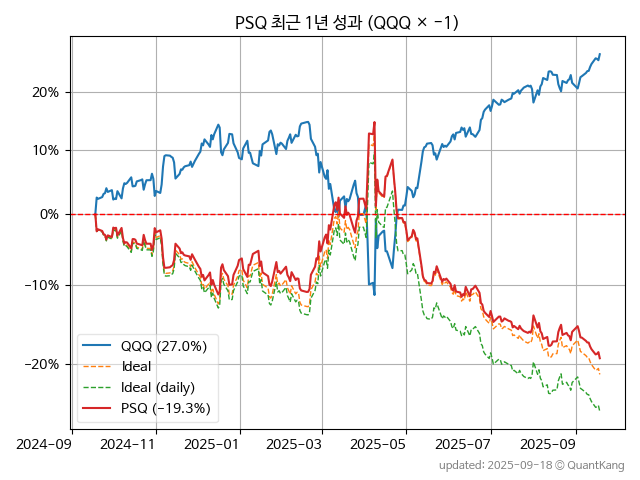 PSQ 최근 1년 성과 (QQQ × −1)
20%
10%
0%
−10%
−20%
QQQ (27.0%)
Ideal
Ideal (daily)
PSQ (−19.3%)
2024-09
2024-11
2025-01
2025-03
2025-05
2025-07
2025-09
updated: 2025-09-18 © QuantKang